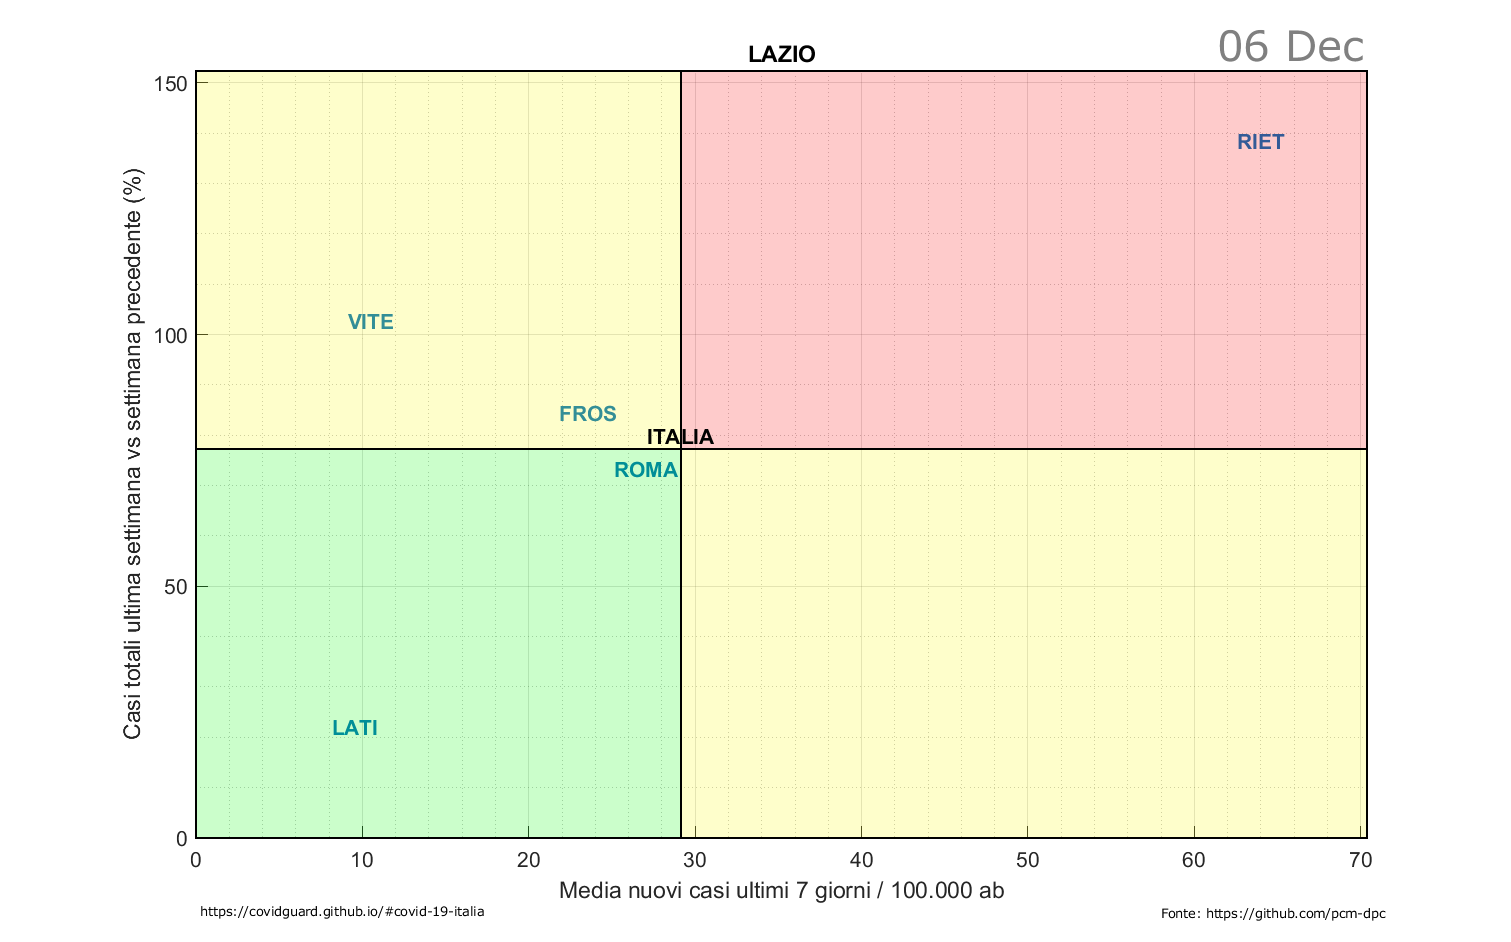 LAZIO
06 Dec
Casi totali ultima settimana vs settimana precedente (%)
150
100
50
0
RIET
VITE
FROS
ITALIA
ROMA
LATI
0 10 20 30 40 50 60 70
Media nuovi casi ultimi 7 giorni / 100.000 ab
https://covidguard.github.io/#covid-19-italia
Fonte: https://github.com/pcm-dpc